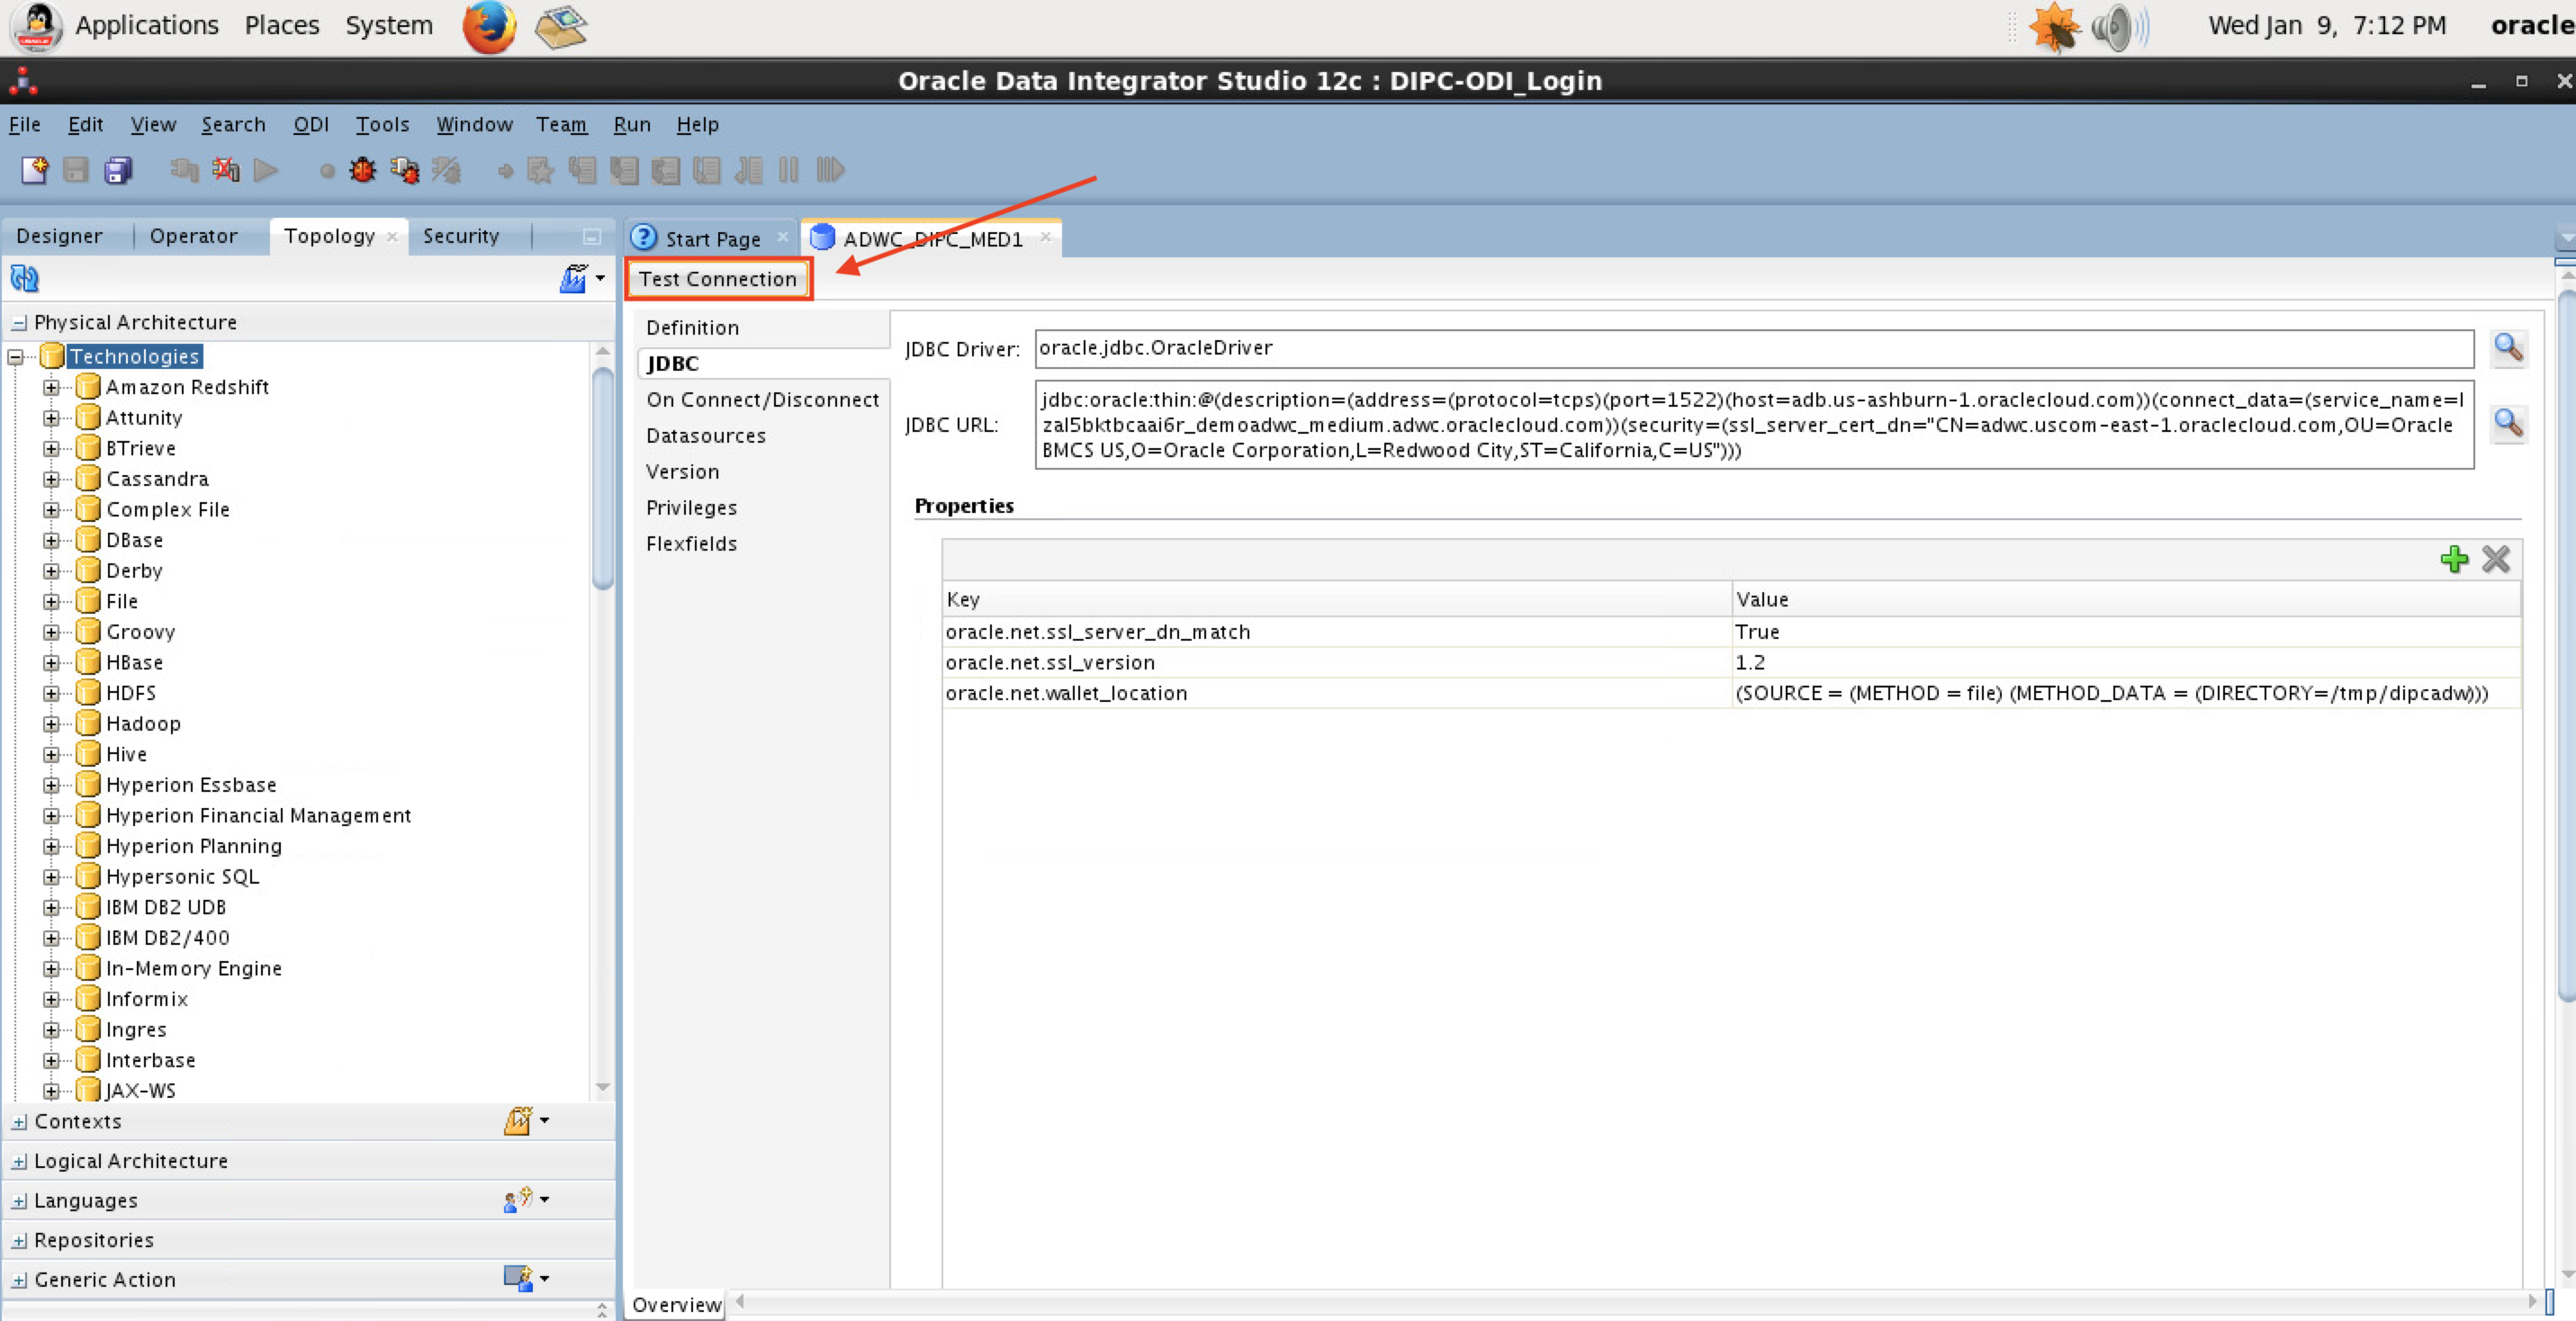 Applications Places System
Wed Jan 9, 7:12 PM oracle
Oracle Data Integrator Studio 12c : DIPC-ODI_Login
File Edit View Search ODI Tools Window Team Run Help
Designer Operator Topology Security
Start Page ADWC_DIPC_MED1
Test Connection
Physical Architecture
Technologies
Amazon Redshift
Attunity
BTrieve
Cassandra
Complex File
DBase
Derby
File
Groovy
HBase
HDFS
Hadoop
Hive
Hyperion Essbase
Hyperion Financial Management
Hyperion Planning
Hypersonic SQL
IBM DB2 UDB
IBM DB2/400
In-Memory Engine
Informix
Ingres
Interbase
JAX-WS
Contexts
Logical Architecture
Languages
Repositories
Generic Action
Definition
JDBC
On Connect/Disconnect
Datasources
Version
Privileges
Flexfields
JDBC Driver: oracle.jdbc.OracleDriver
JDBC URL:
jdbc:oracle:thin:@(description=(address=(protocol=tcps)(port=1522)(host=adb.us-ashburn-1.oraclecloud.com))(connect_data=(service_name=l
zal5bktbcaai6r_demoadwc_medium.adwc.oraclecloud.com))(security=(ssl_server_cert_dn="CN=adwc.uscom-east-1.oraclecloud.com,OU=Oracle
BMCS US,O=Oracle Corporation,L=Redwood City,ST=California,C=US")))
Properties
Key Value
oracle.net.ssl_server_dn_match True
oracle.net.ssl_version 1.2
oracle.net.wallet_location (SOURCE = (METHOD = file) (METHOD_DATA = (DIRECTORY=/tmp/dipcadw)))
Overview